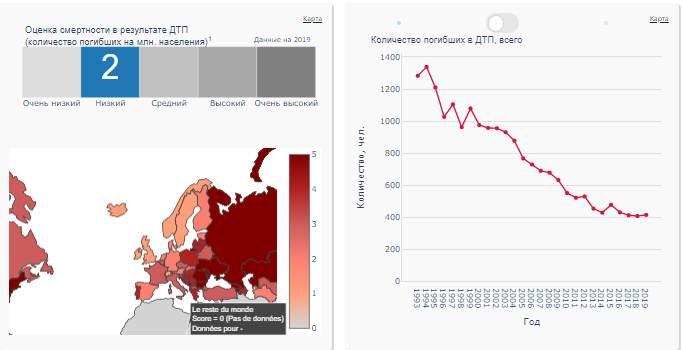 Карта
Оценка смертности в результате ДТП
(количество погибших на млн. населения)¹
Данные на 2019
2
Очень низкий
Низкий
Средний
Высокий
Очень высокий
5
4
3
2
1
0
Le reste du monde
Score = 0 (Pas de données)
Données pour -
Карта
Количество погибших в ДТП, всего
Количество, чел.
1400
1200
1000
800
600
400
200
0
1993
1994
1995
1996
1997
1998
1999
2000
2001
2002
2003
2004
2005
2006
2007
2008
2009
2010
2011
2012
2013
2014
2015
2016
2017
2018
2019
Год